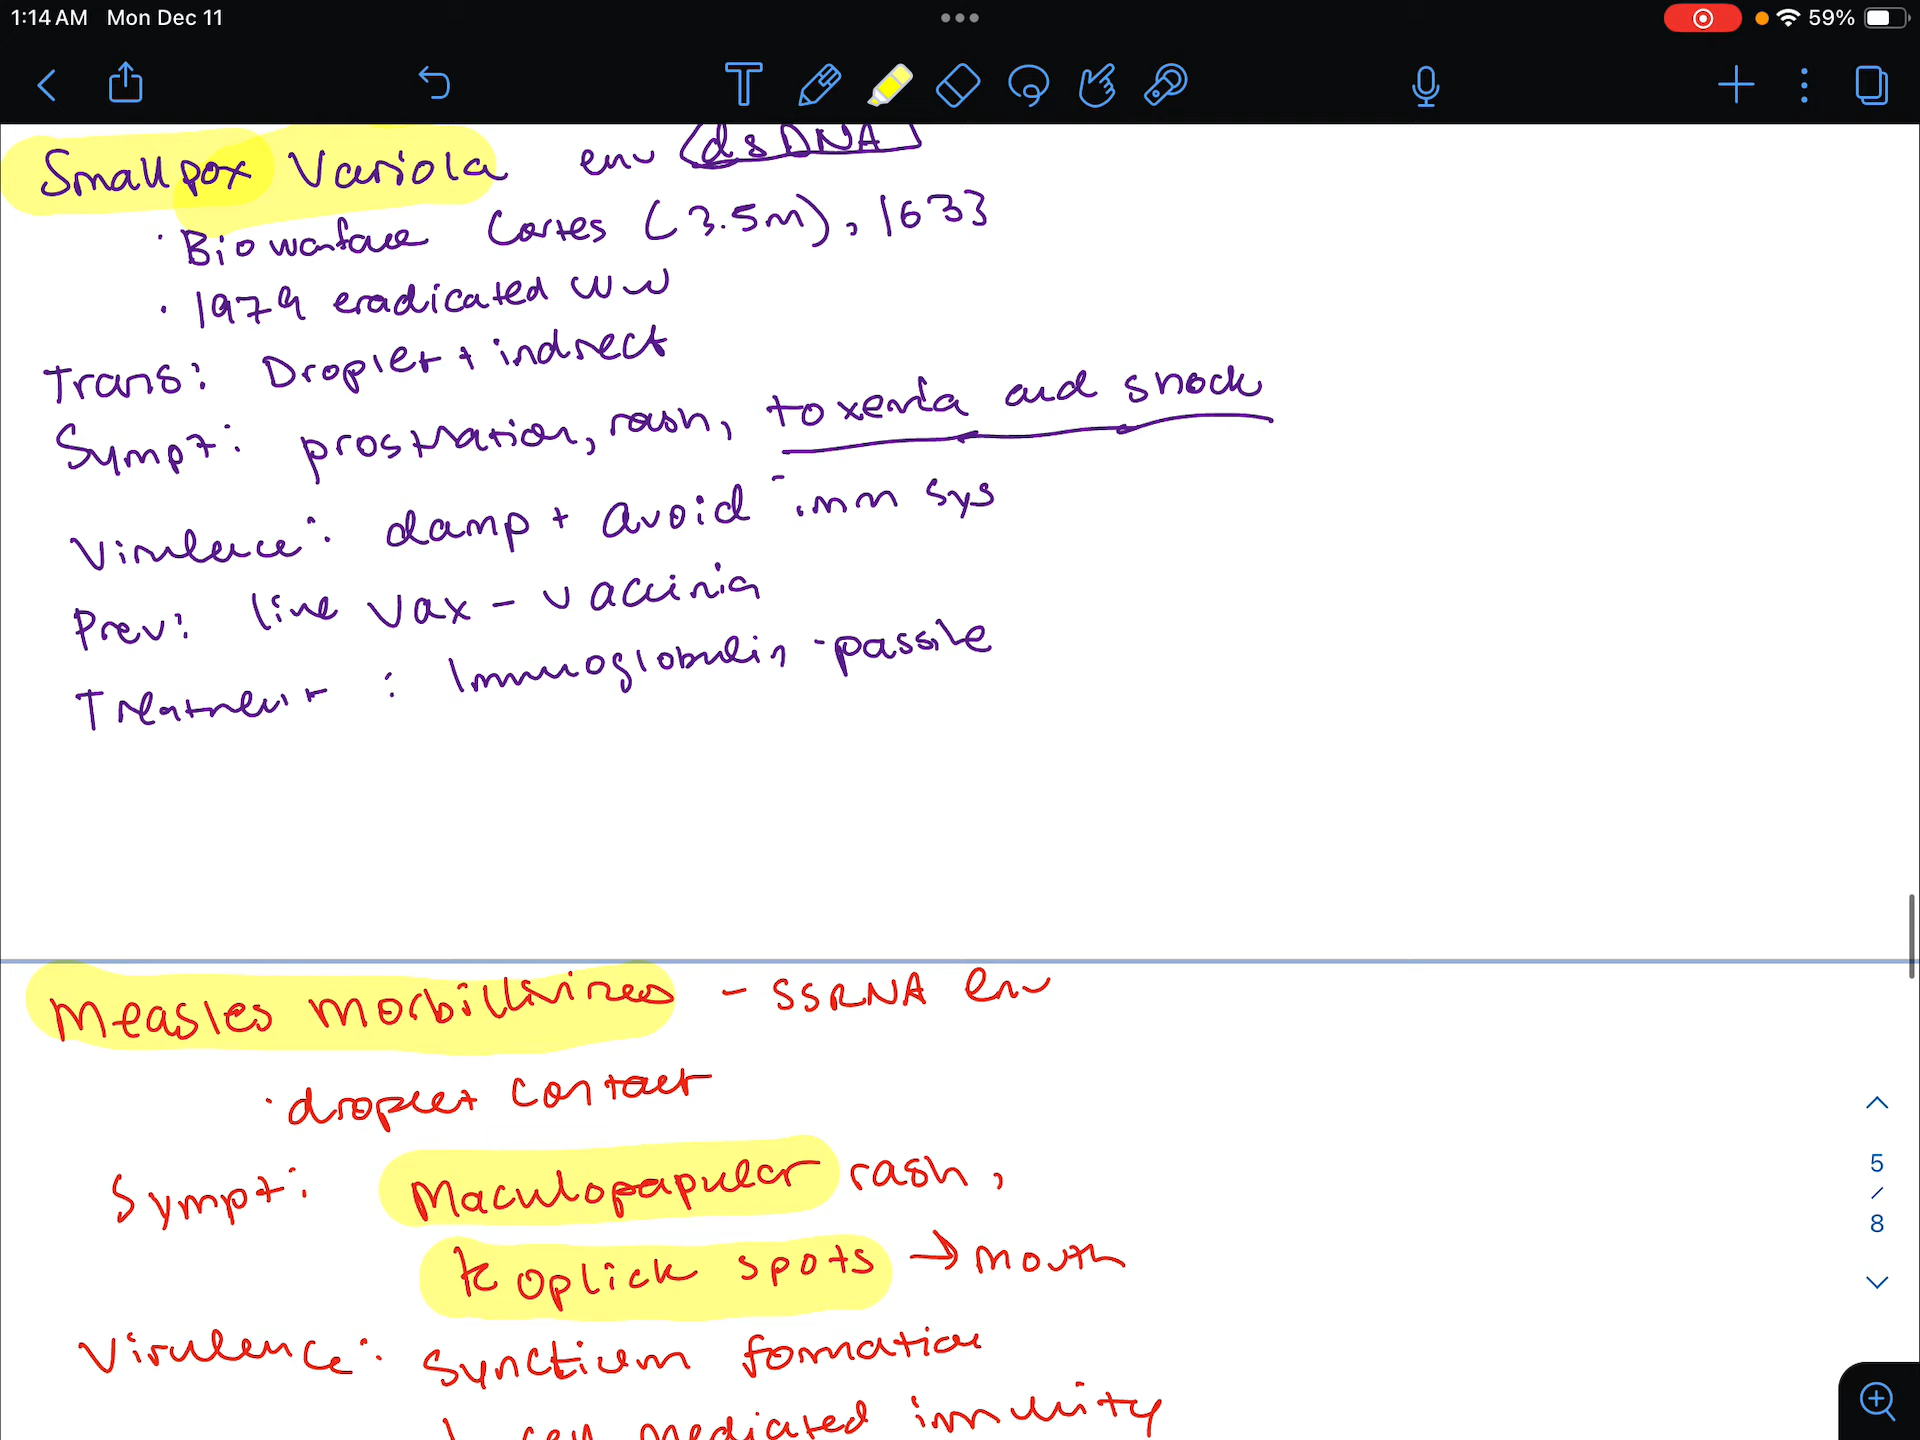 1:14 AM Mon Dec 11
59%
Smallpox Variola env dsDNA
· Biowarfare Cortes (3.5m), 1633
· 1979 eradicated WW
Trans: Droplet + indirect
Sympt: prostration, rash, toxemia and shock
Virulence: damp + avoid imm sys
Prev: live vax - vaccinia
Treatment : Immunoglobulin - passive
Measles morbillivirus - ssRNA env
· droplet contact
Sympt: Maculopapular rash,
Koplick spots → mouth
Virulence: Synctium formation
cell mediated immunity
5
/
8